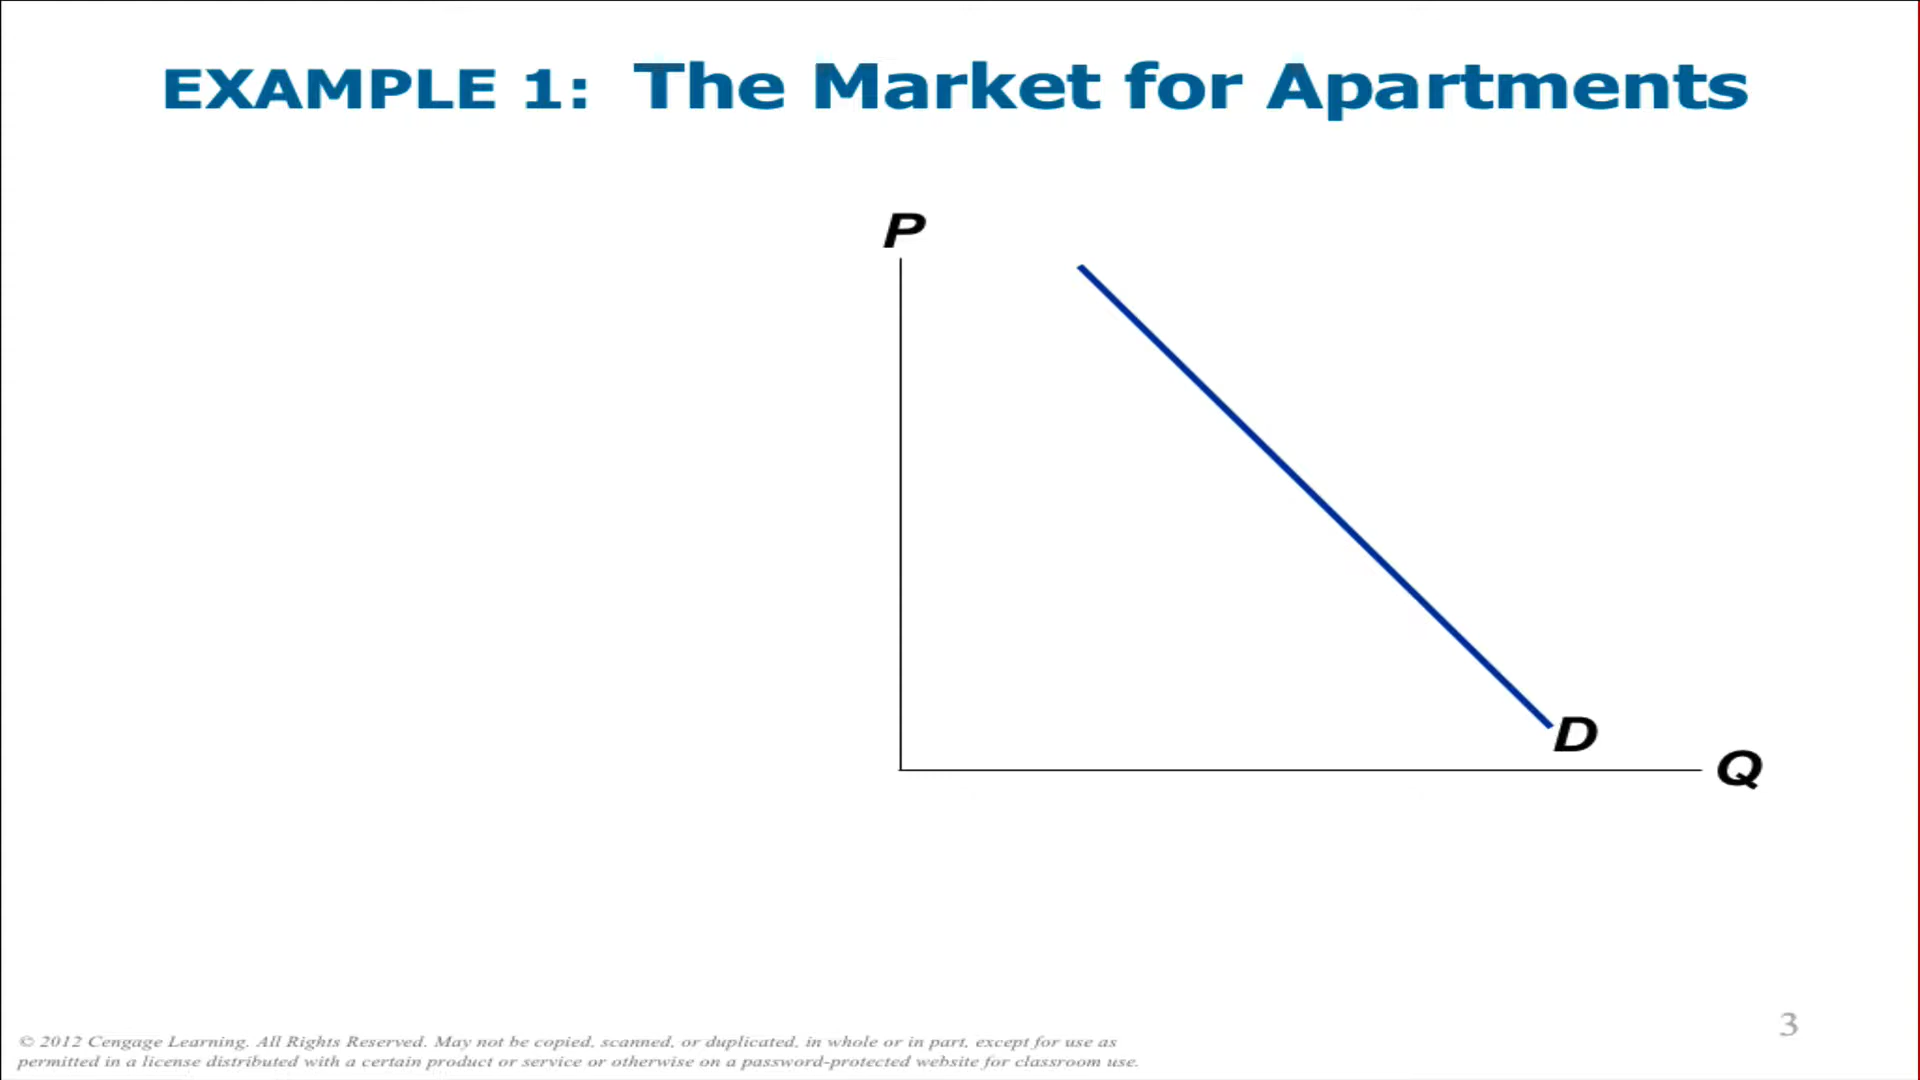 EXAMPLE 1: The Market for Apartments
P
D
Q
3
© 2012 Cengage Learning. All Rights Reserved. May not be copied, scanned, or duplicated, in whole or in part, except for use as
permitted in a license distributed with a certain product or service or otherwise on a password-protected website for classroom use.